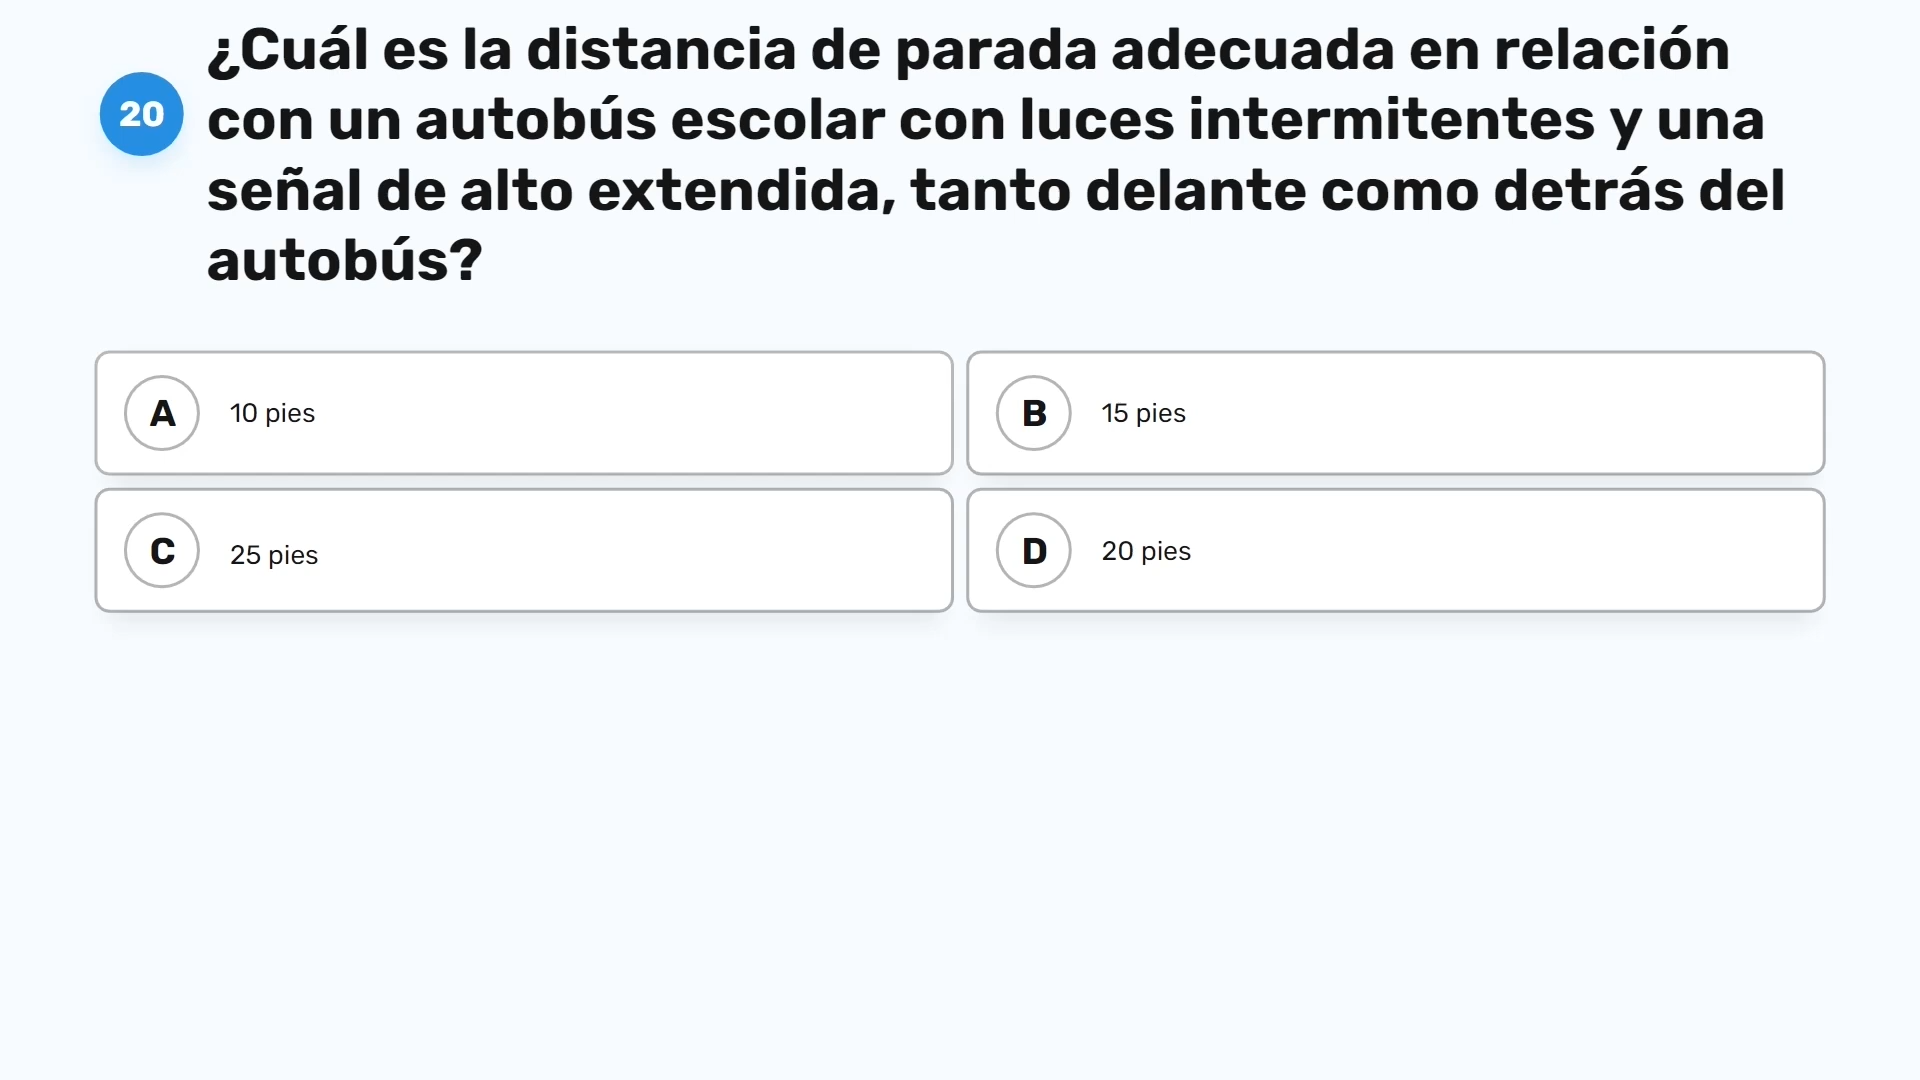 20
¿Cuál es la distancia de parada adecuada en relación
con un autobús escolar con luces intermitentes y una
señal de alto extendida, tanto delante como detrás del
autobús?
A 10 pies
B 15 pies
C 25 pies
D 20 pies